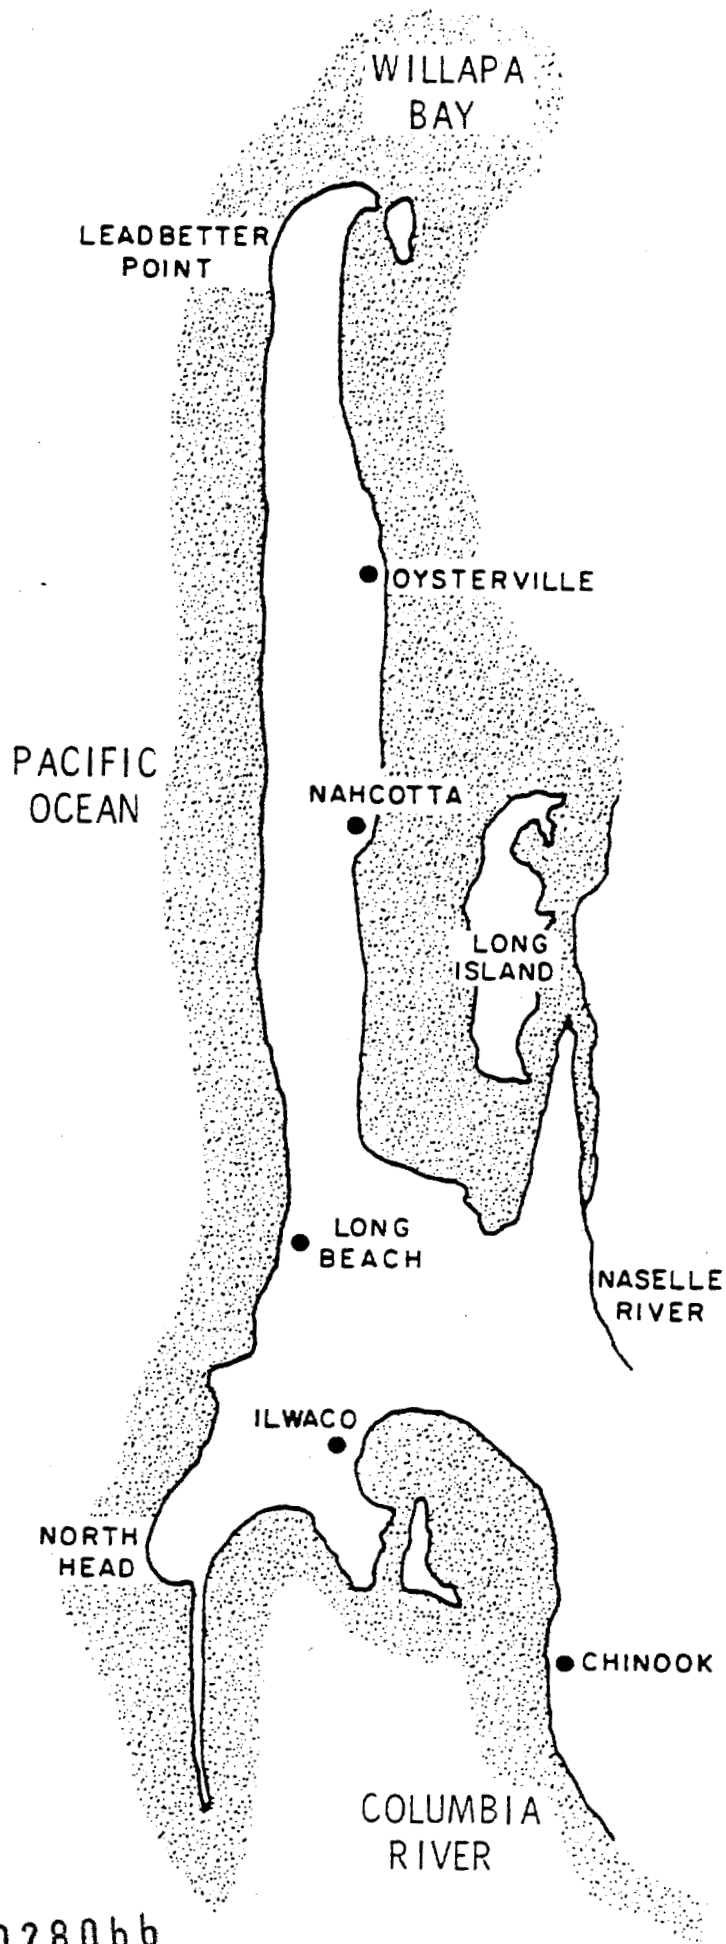 WILLAPA
BAY
LEADBETTER
POINT
OYSTERVILLE
PACIFIC
OCEAN
NAHCOTTA
LONG
ISLAND
LONG
BEACH
NASELLE
RIVER
ILWACO
NORTH
HEAD
CHINOOK
COLUMBIA
RIVER